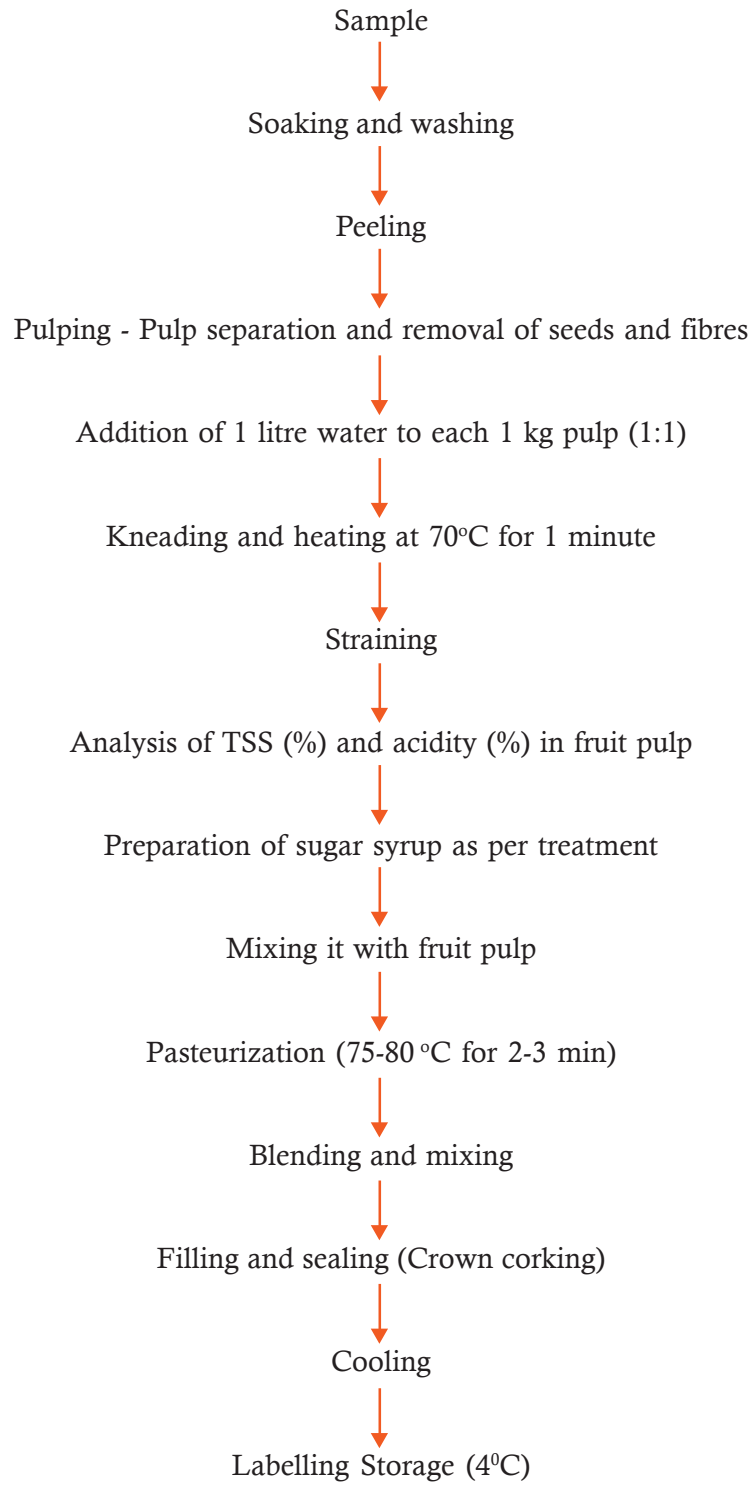 Sample
Soaking and washing
Peeling
Pulping - Pulp separation and removal of seeds and fibres
Addition of 1 litre water to each 1 kg pulp (1:1)
Kneading and heating at 70°C for 1 minute
Straining
Analysis of TSS (%) and acidity (%) in fruit pulp
Preparation of sugar syrup as per treatment
Mixing it with fruit pulp
Pasteurization (75-80 °C for 2-3 min)
Blending and mixing
Filling and sealing (Crown corking)
Cooling
Labelling Storage (4⁰C)